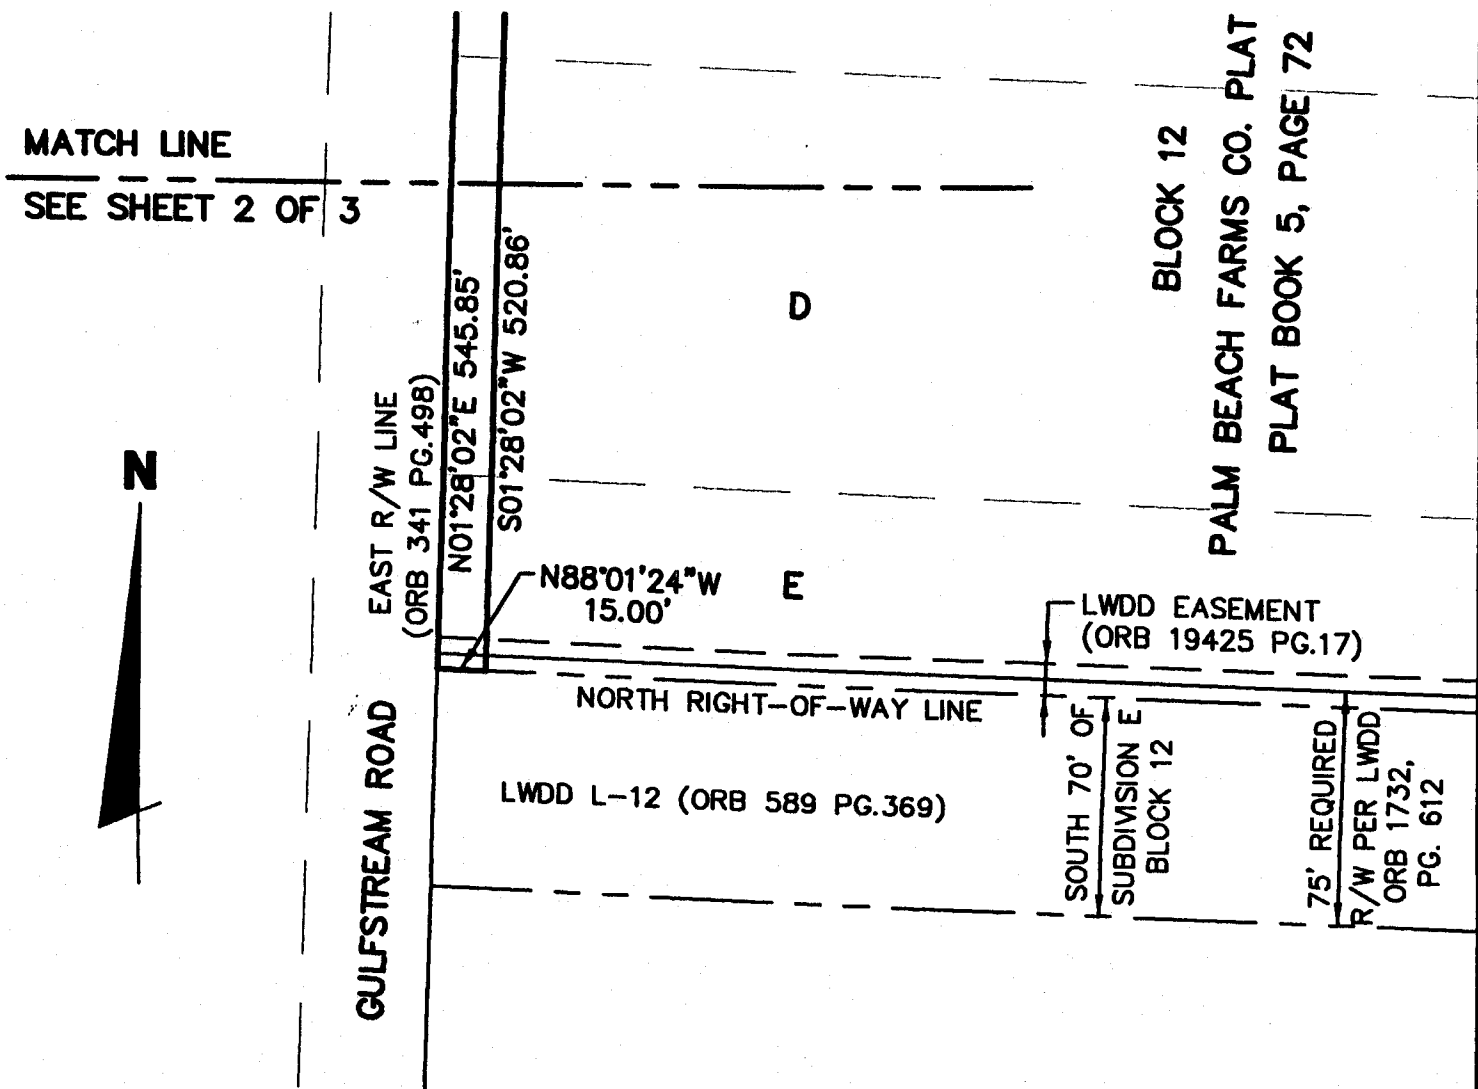 MATCH LINE
SEE SHEET 2 OF 3
BLOCK 12
PALM BEACH FARMS CO. PLAT
PLAT BOOK 5, PAGE 72
D
N01°28'02"E 545.85'
S01°28'02"W 520.86'
EAST R/W LINE
(ORB 341 PG.498)
N
N88°01'24"W
15.00'
E
LWDD EASEMENT
(ORB 19425 PG.17)
NORTH RIGHT-OF-WAY LINE
GULFSTREAM ROAD
LWDD L-12 (ORB 589 PG.369)
SOUTH 70' OF
SUBDIVISION E
BLOCK 12
75' REQUIRED
R/W PER LWDD
ORB 1732,
PG. 612